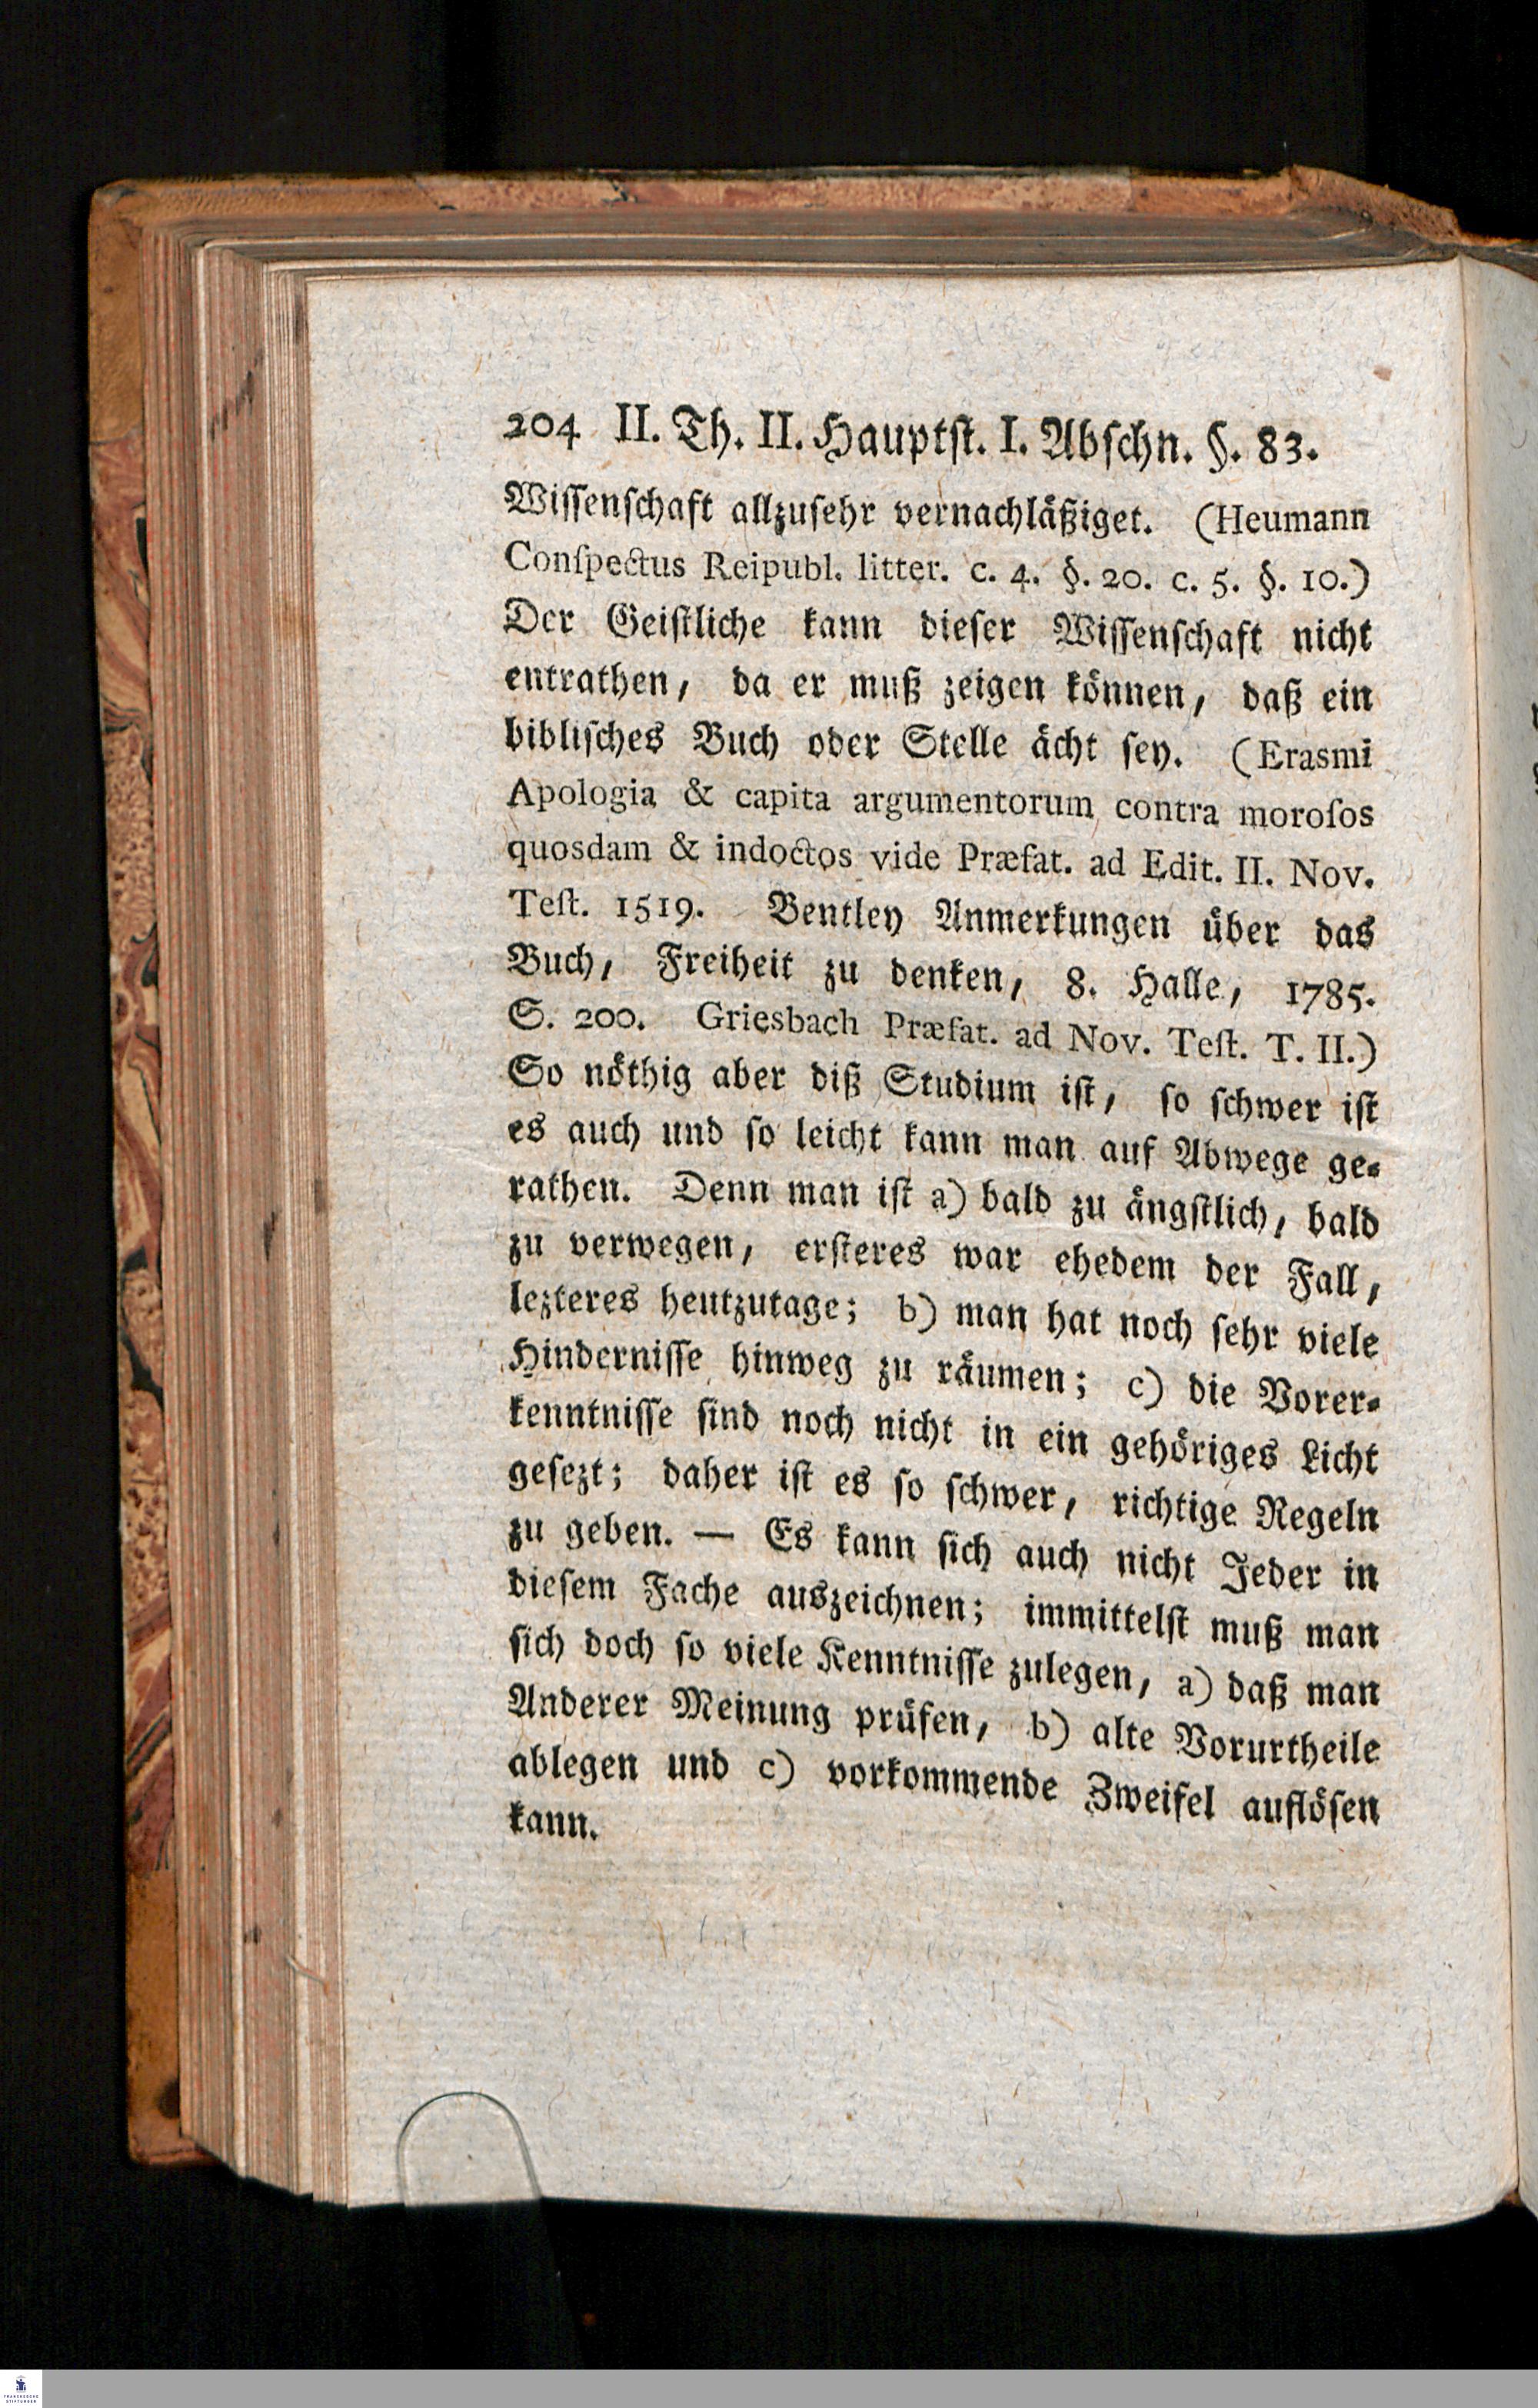 204 II. Th. II. Hauptſt. I. Abſchn. §. 83.
Wiſſenſchaft allzuſehr vernachläßiget. (Heumann
Conſpectus Reipubl. litter. c. 4. §. 20. c. 5. §. 10.)
Der Geiſtliche kann dieſer Wiſſenſchaft nicht
entrathen, da er muß zeigen können, daß ein
bibliſches Buch oder Stelle ächt ſey. (Erasmi
Apologia & capita argumentorum contra moroſos
quosdam & indoctos vide Præfat. ad Edit. II. Nov.
Teſt. 1519. Bentley Anmerkungen über das
Buch, Freiheit zu denken, 8. Halle, 1785.
S. 200. Griesbach Præfat. ad Nov. Teſt. T. II.)
So nöthig aber diß Studium iſt, ſo ſchwer iſt
es auch und ſo leicht kann man auf Abwege ge-
rathen. Denn man iſt a) bald zu ängſtlich, bald
zu verwegen, erſteres war ehedem der Fall,
lezteres heutzutage; b) man hat noch ſehr viele
Hinderniſſe hinweg zu räumen; c) die Vorer-
kenntniſſe ſind noch nicht in ein gehöriges Licht
geſezt; daher iſt es ſo ſchwer, richtige Regeln
zu geben. — Es kann ſich auch nicht Jeder in
dieſem Fache auszeichnen; immittelſt muß man
ſich doch ſo viele Kenntniſſe zulegen, a) daß man
Anderer Meinung prüfen, b) alte Vorurtheile
ablegen und c) vorkommende Zweifel auflöſen
kann.
FRANCKESCHE
STIFTUNGEN